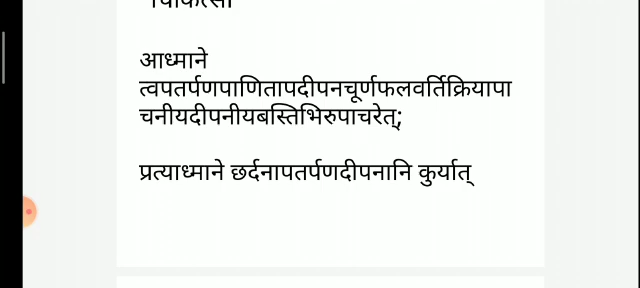 चिकित्सा
आध्माने
त्वपतर्पणपाणितापदीपनचूर्णफलवर्तिक्रियापा
चनीयदीपनीयबस्तिभिरुपाचरेत्;
प्रत्याध्माने छर्दनापतर्पणदीपनानि कुर्यात्